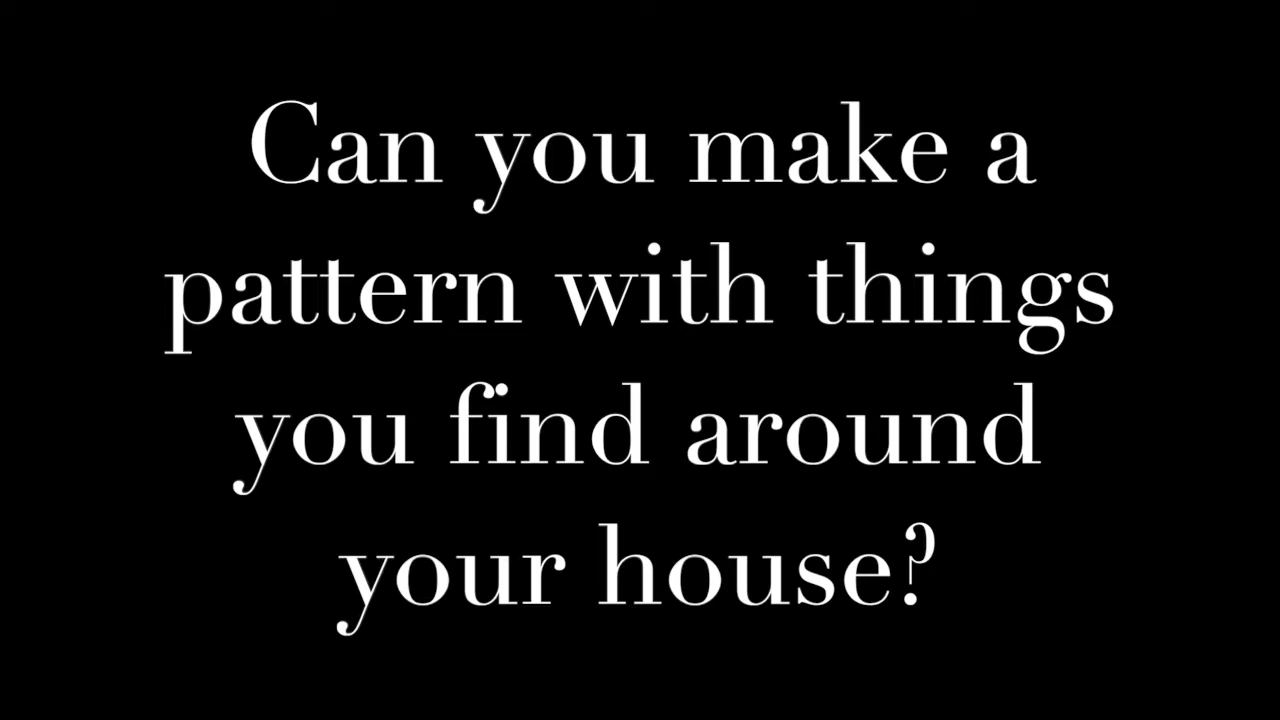 Can you make a
pattern with things
you find around
your house?